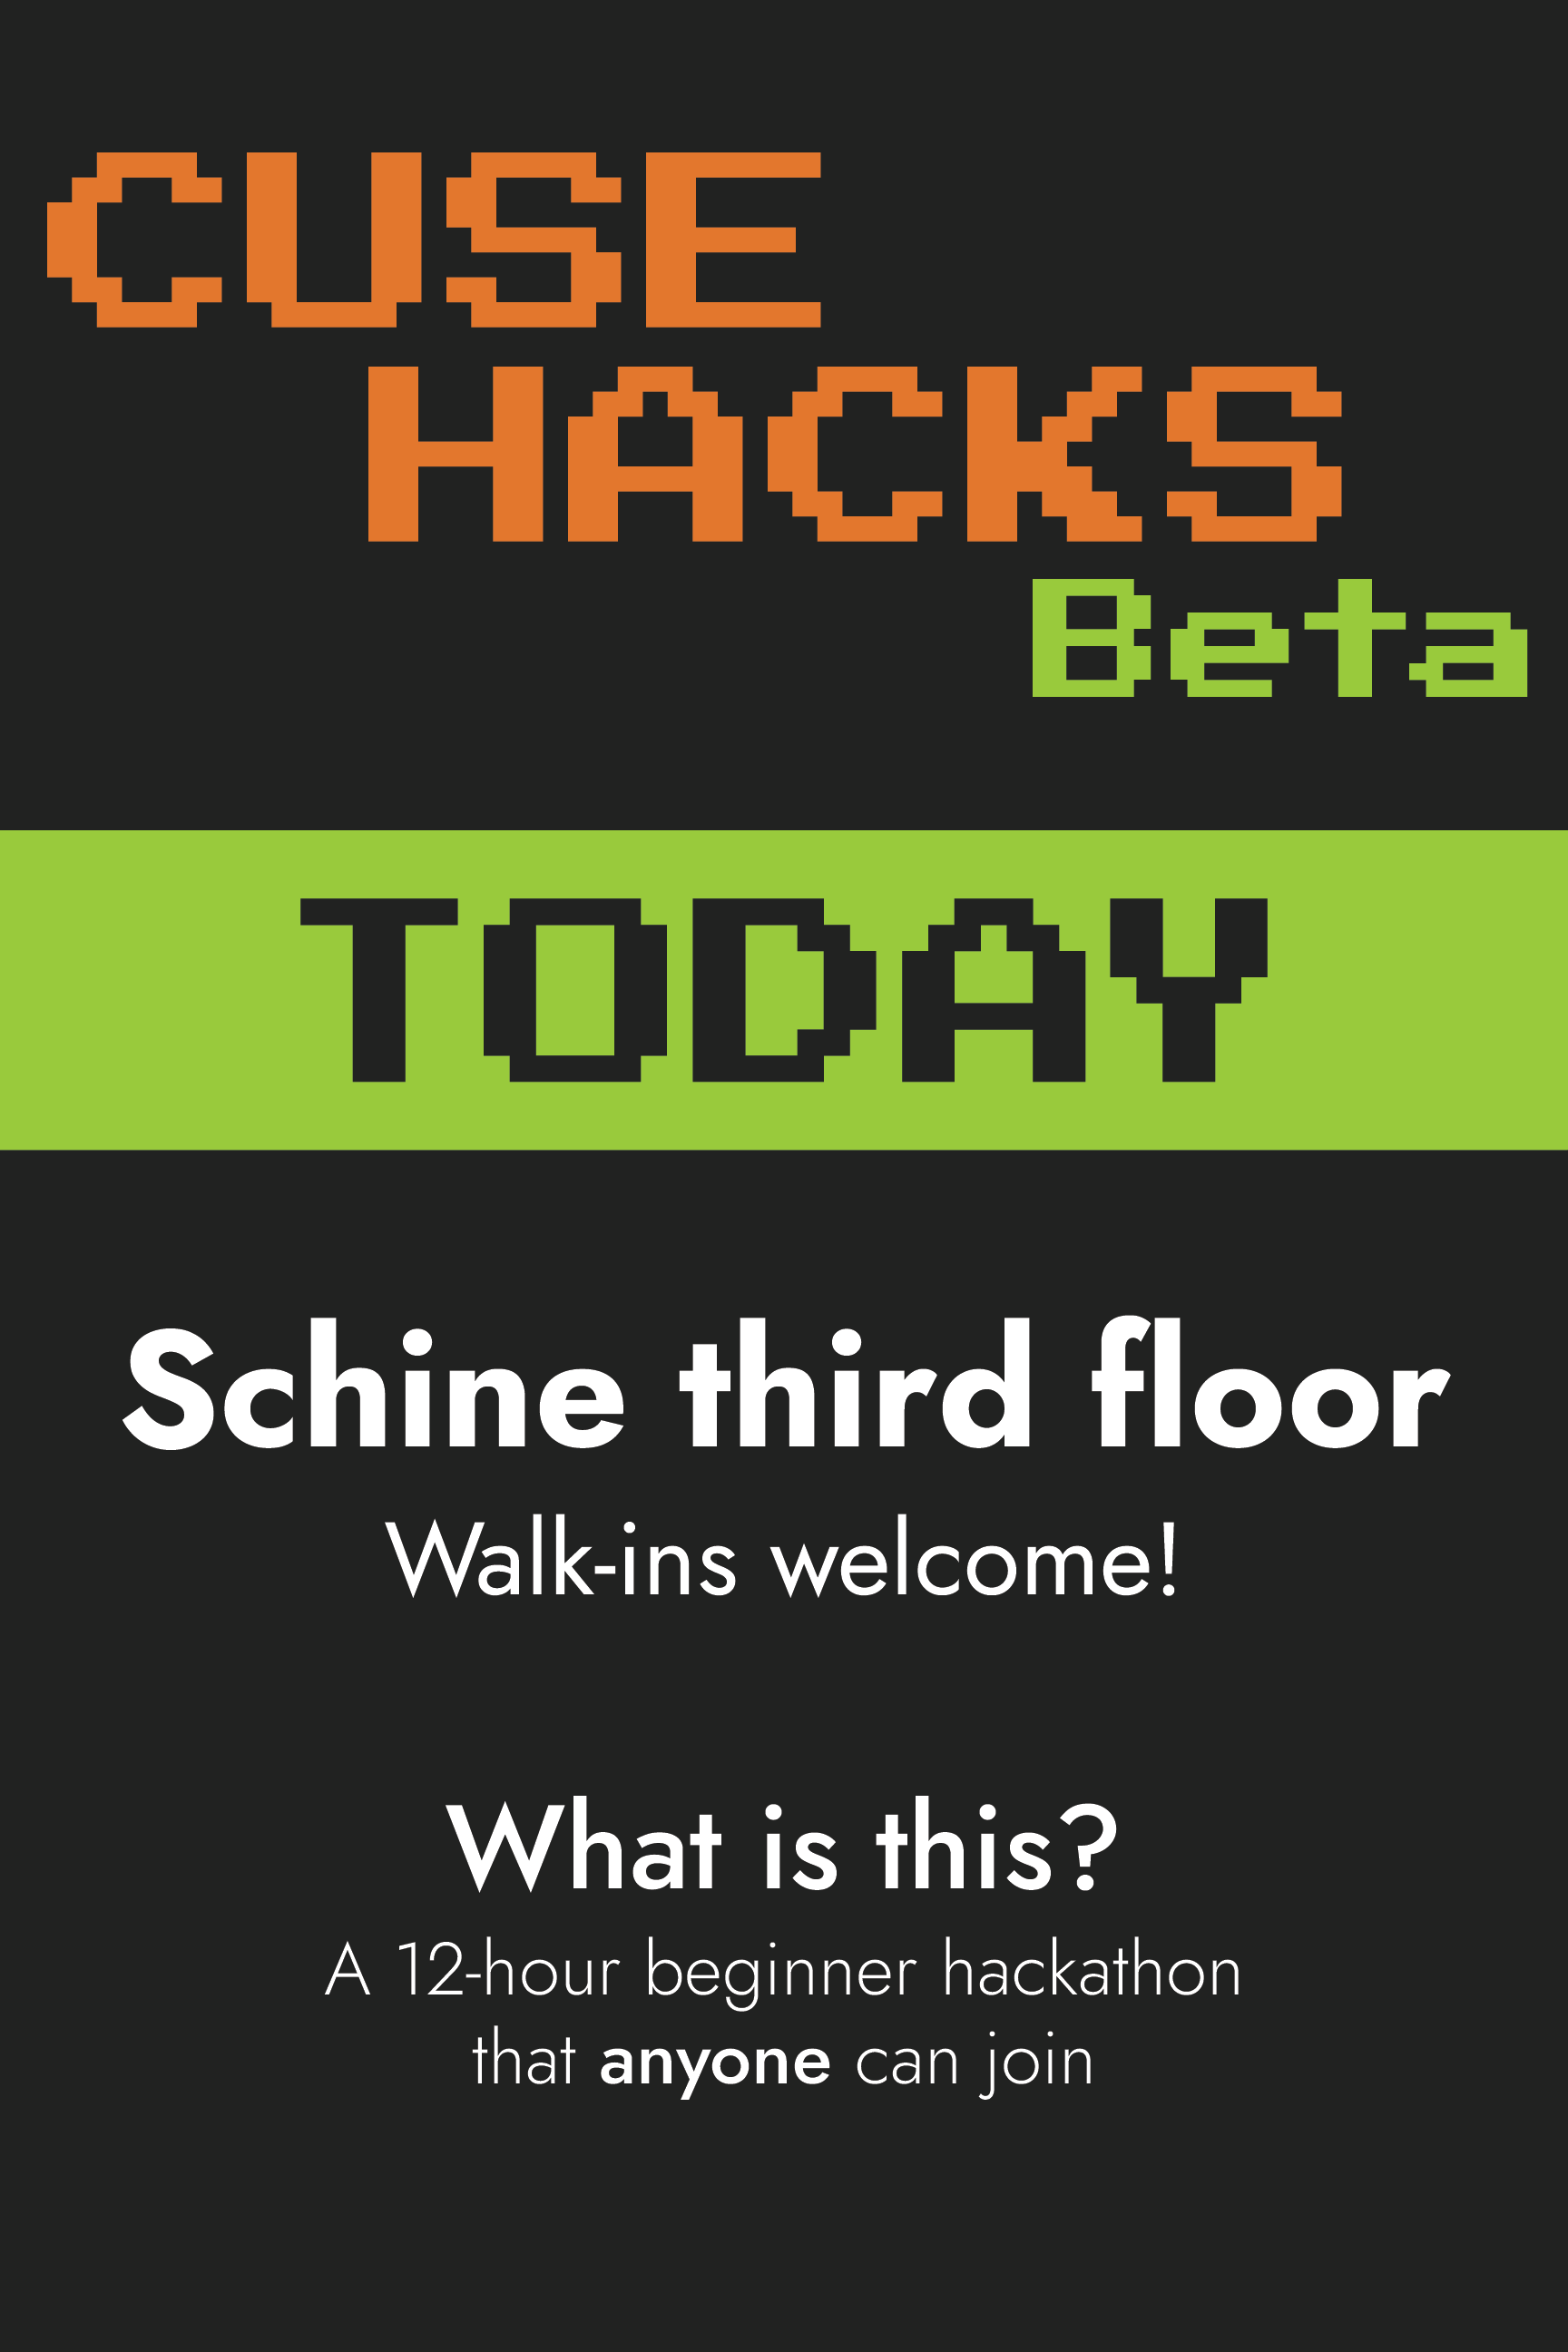 CUSE
HACKS
Beta
TODAY
Schine third floor
Walk-ins welcome!
What is this?
A 12-hour beginner hackathon
that anyone can join